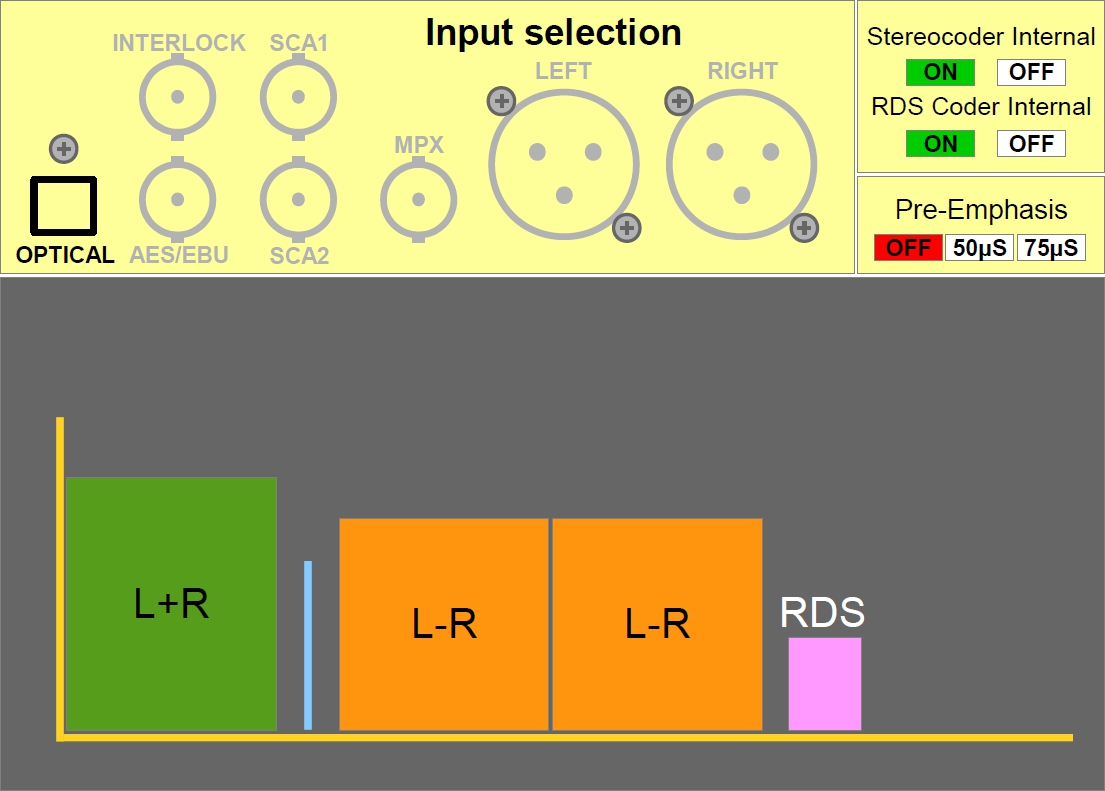 Input selection
INTERLOCK
SCA1
LEFT
RIGHT
MPX
OPTICAL
AES/EBU
SCA2
Stereocoder Internal
ON OFF
RDS Coder Internal
ON OFF
Pre-Emphasis
OFF 50µS 75µS
L+R
L-R
L-R
RDS